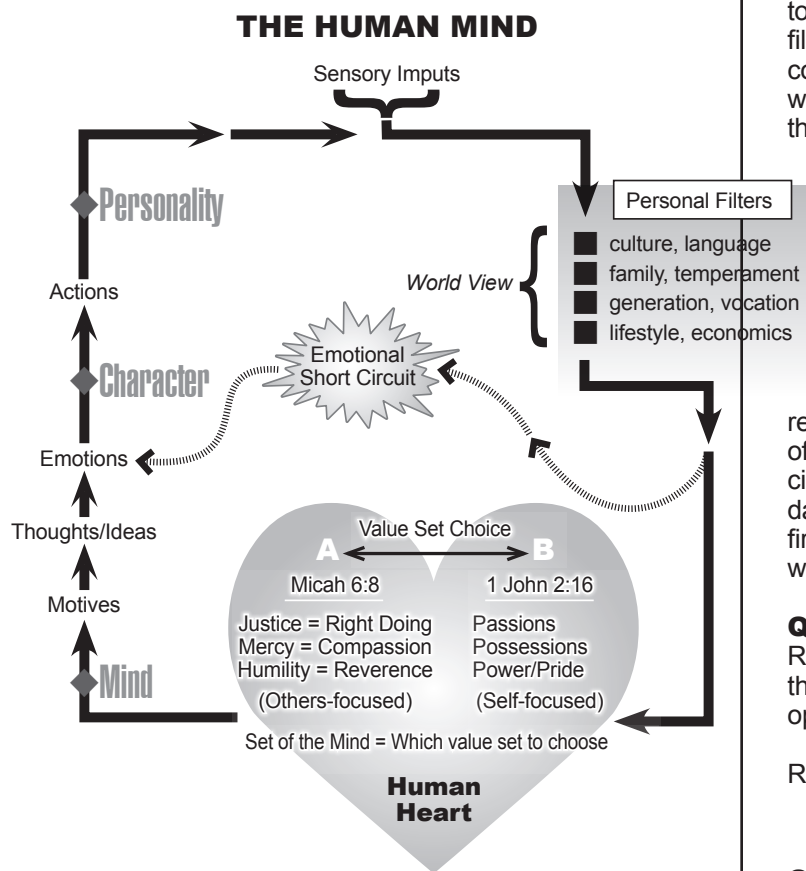 THE HUMAN MIND
Sensory Imputs
Personal Filters
culture, language
family, temperament
generation, vocation
lifestyle, economics
World View
Personality
Actions
Character
Emotional
Short Circuit
Emotions
Thoughts/Ideas
Motives
Mind
Value Set Choice
A B
Micah 6:8
Justice = Right Doing
Mercy = Compassion
Humility = Reverence
(Others-focused)
1 John 2:16
Passions
Possessions
Power/Pride
(Self-focused)
Set of the Mind = Which value set to choose
Human
Heart